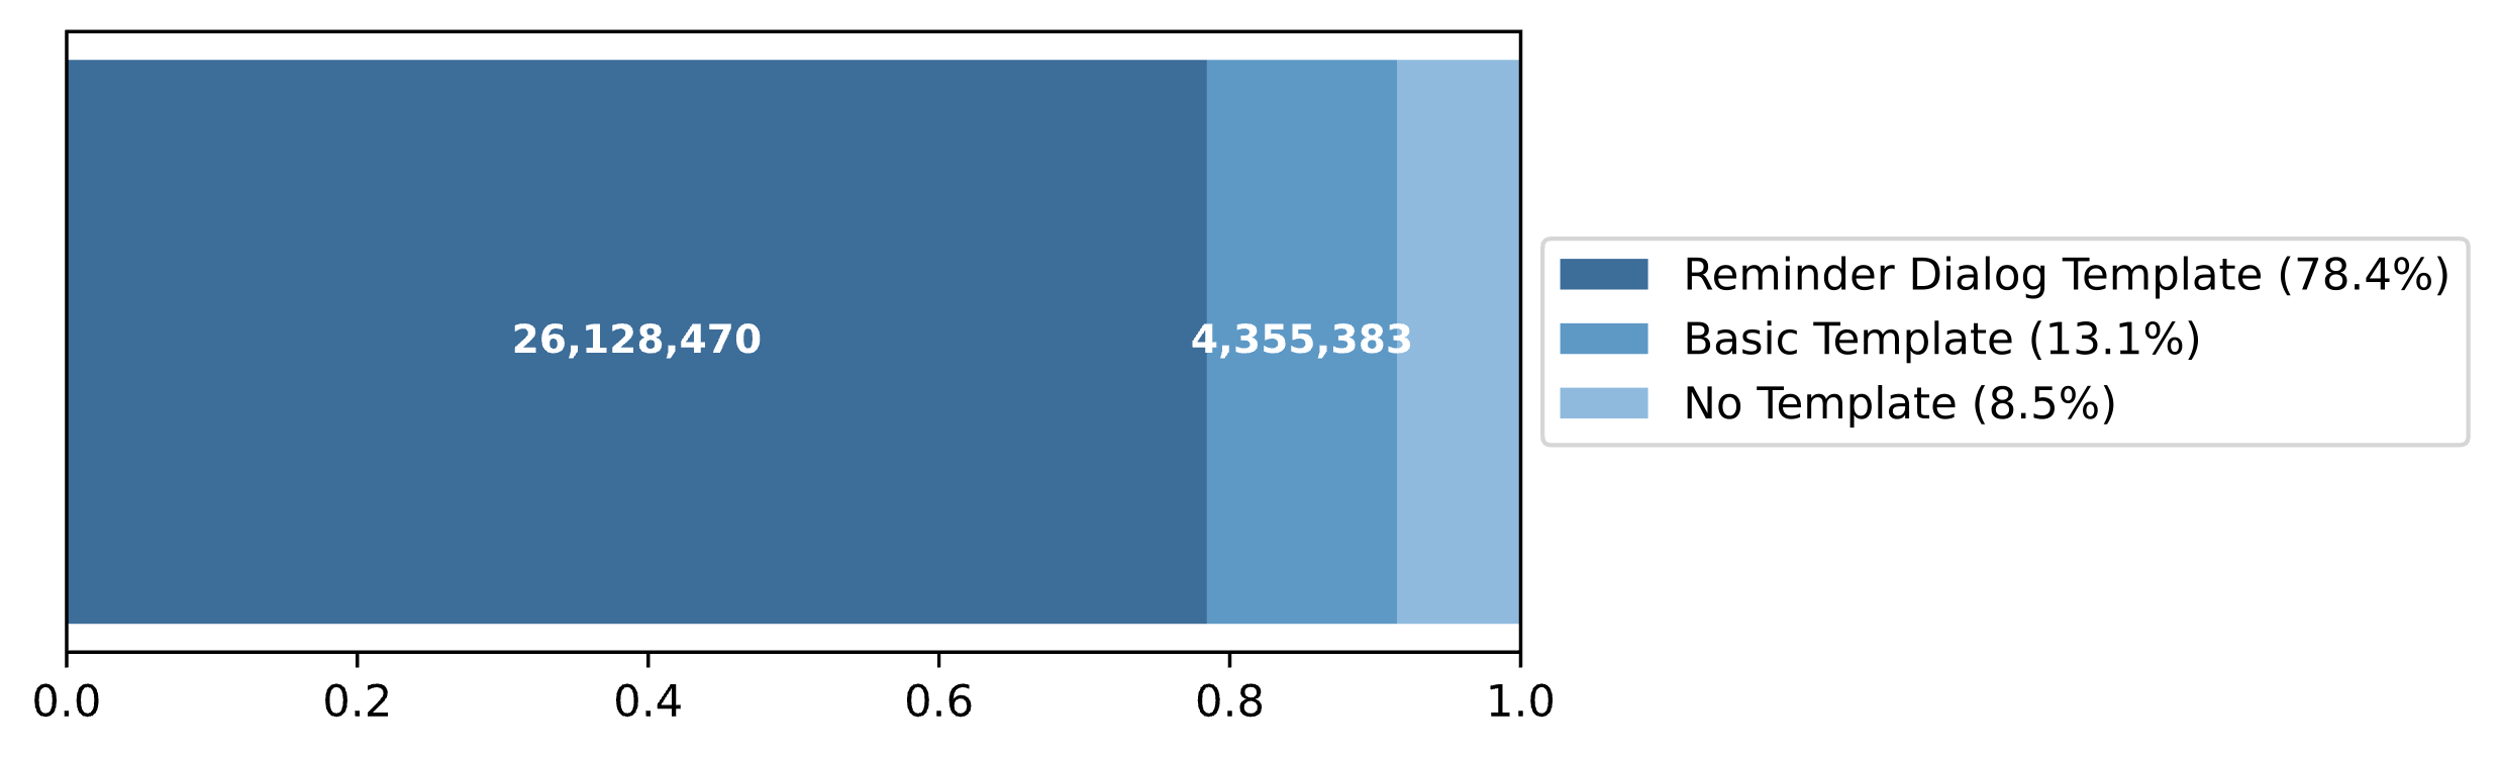 26,128,470
4,355,383
Reminder Dialog Template (78.4%)
Basic Template (13.1%)
No Template (8.5%)
0.0
0.2
0.4
0.6
0.8
1.0